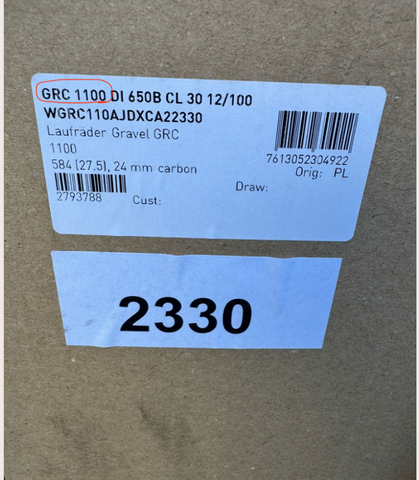 GRC 1100 DI 650B CL 30 12/100
WGRC110AJDXCA22330
Laufräder Gravel GRC
1100
584 (27.5), 24 mm carbon
7613052304922
Orig: PL
Draw:
2793788
Cust:
2330